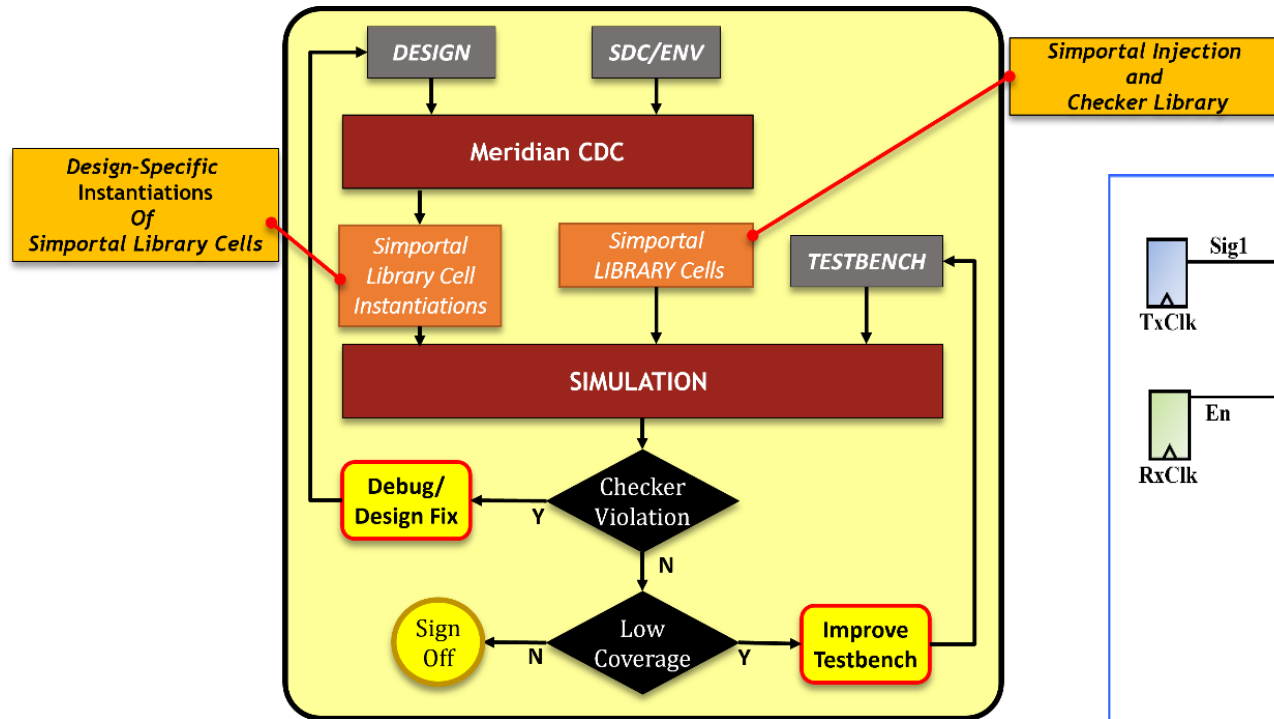 DESIGN
SDC/ENV
Simportal Injection
and
Checker Library
Meridian CDC
Design-Specific
Instantiations
Of
Simportal Library Cells
Simportal
Library Cell
Instantiations
Simportal
LIBRARY Cells
TESTBENCH
Sig1
TxClk
SIMULATION
En
RxClk
Debug/
Design Fix
Y
Checker
Violation
N
Sign
Off
N
Low
Coverage
Y
Improve
Testbench